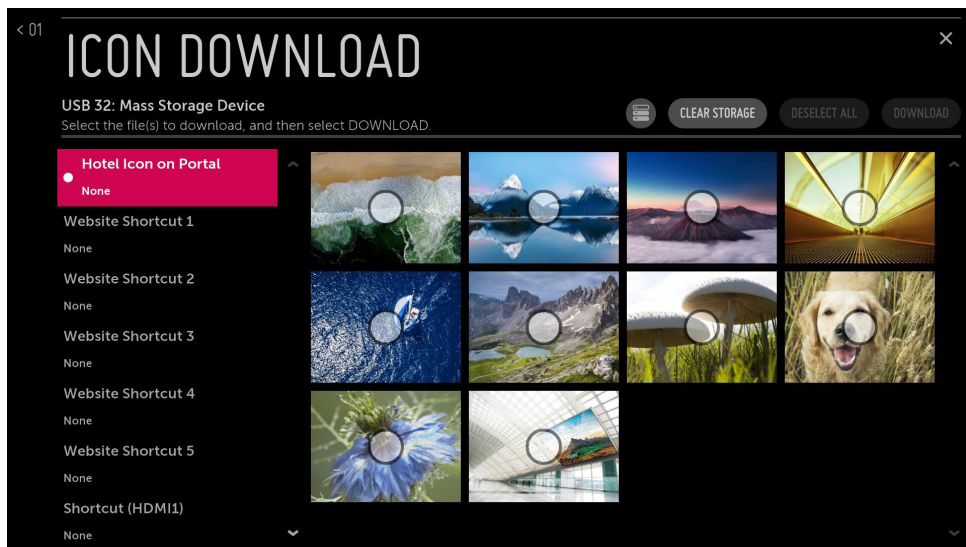 < 01
ICON DOWNLOAD
USB 32: Mass Storage Device
Select the file(s) to download, and then select DOWNLOAD.
CLEAR STORAGE
DESELECT ALL
DOWNLOAD
Hotel Icon on Portal
None
Website Shortcut 1
None
Website Shortcut 2
None
Website Shortcut 3
None
Website Shortcut 4
None
Website Shortcut 5
None
Shortcut (HDMI1)
None